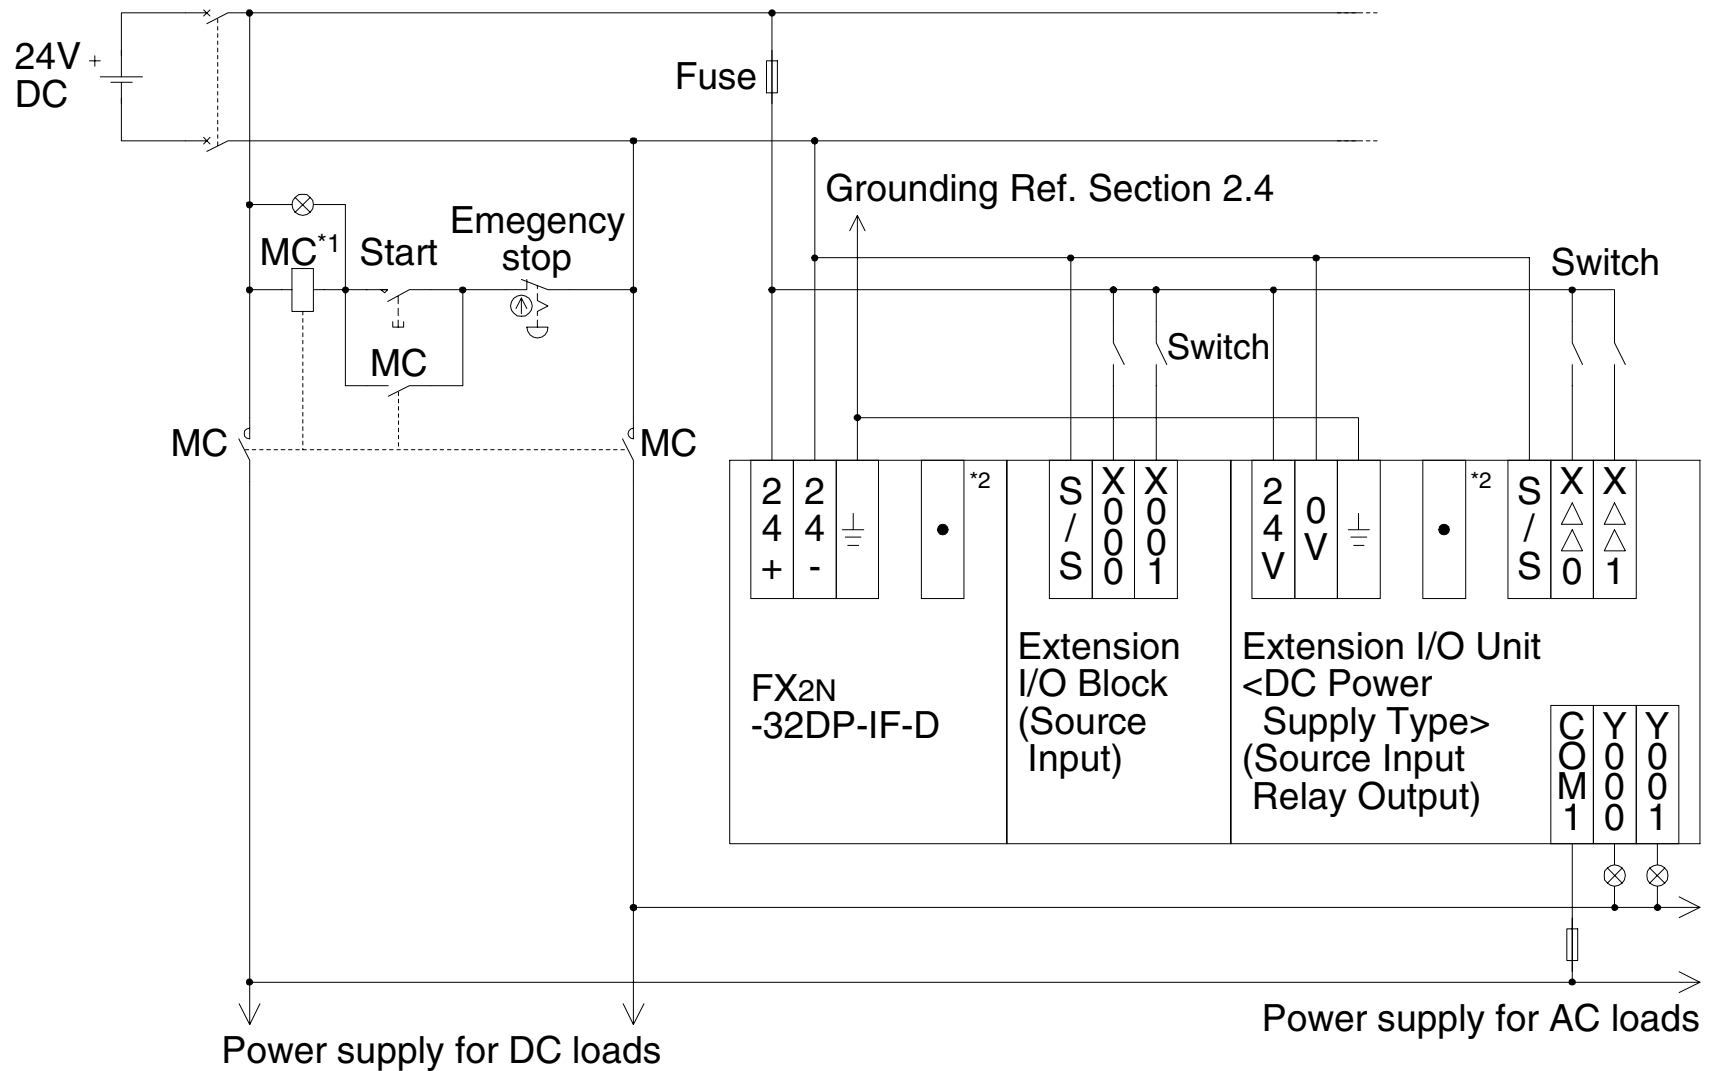 24V +
DC
Fuse
Grounding Ref. Section 2.4
Emegency
stop
MC*1
Start
Switch
Switch
MC
MC
MC
24+
24-
*2
S/S
X000
X001
24V
0V
*2
S/S
X△△0
X△△1
FX2N
-32DP-IF-D
Extension
I/O Block
(Source
Input)
Extension I/O Unit
<DC Power
Supply Type>
(Source Input
Relay Output)
COM1
Y000
Y001
Power supply for AC loads
Power supply for DC loads